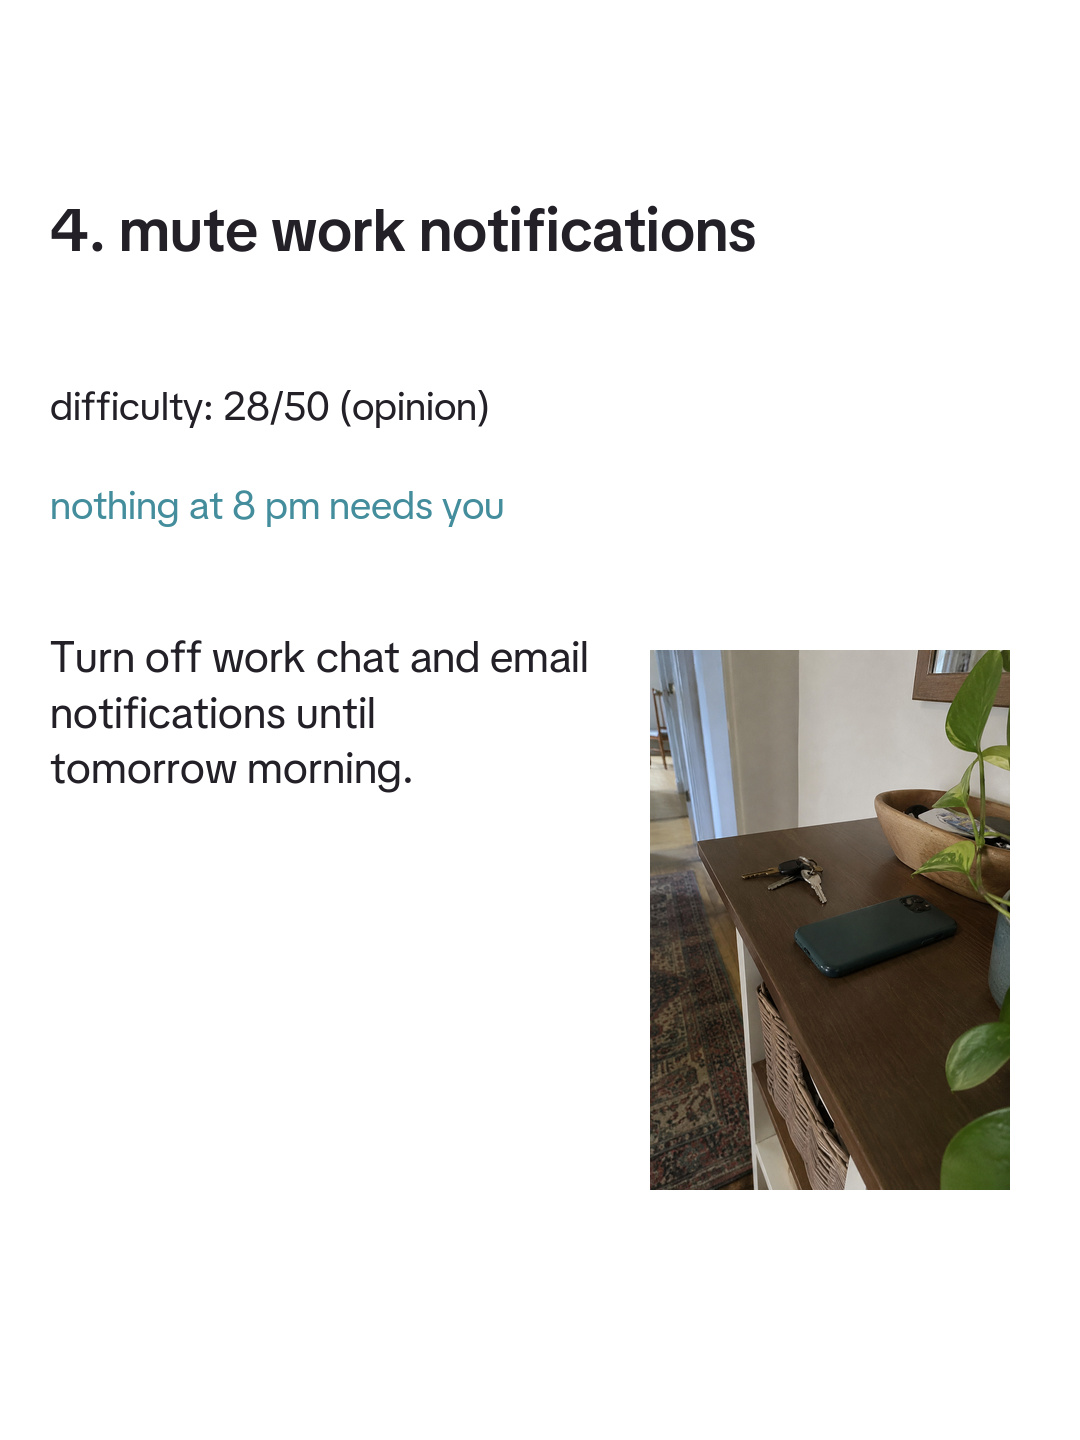 4. mute work notifications
difficulty: 28/50 (opinion)
nothing at 8 pm needs you
Turn off work chat and email
notifications until
tomorrow morning.